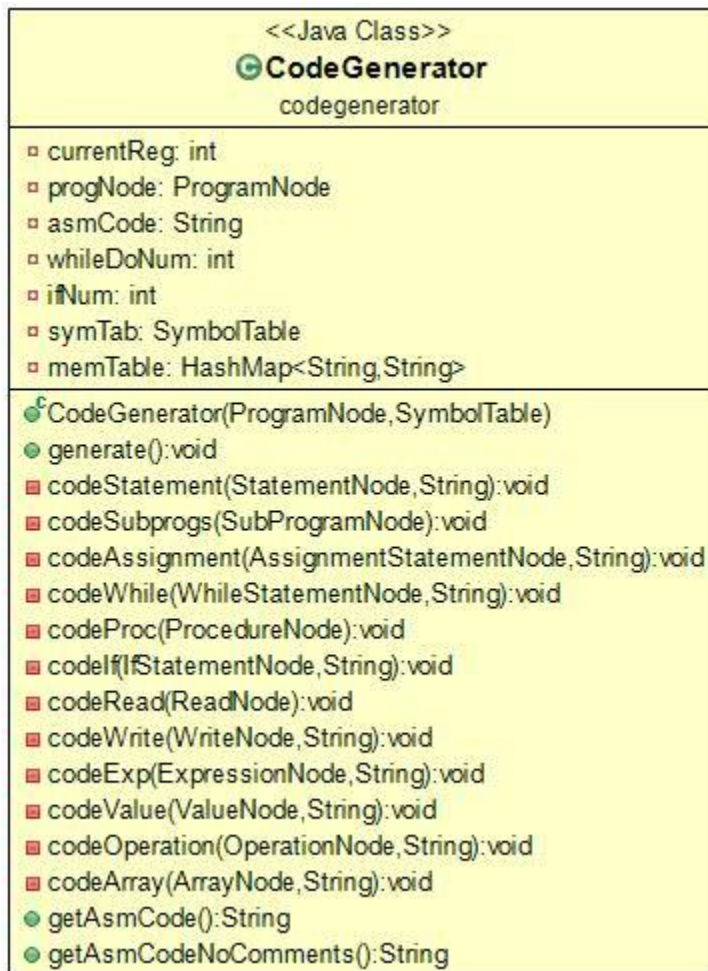 <<Java Class>>
CodeGenerator
codegenerator
currentReg: int
progNode: ProgramNode
asmCode: String
whileDoNum: int
ifNum: int
symTab: SymbolTable
memTable: HashMap<String,String>
CodeGenerator(ProgramNode,SymbolTable)
generate():void
codeStatement(StatementNode,String):void
codeSubprogs(SubProgramNode):void
codeAssignment(AssignmentStatementNode,String):void
codeWhile(WhileStatementNode,String):void
codeProc(ProcedureNode):void
codeIf(IfStatementNode,String):void
codeRead(ReadNode):void
codeWrite(WriteNode,String):void
codeExp(ExpressionNode,String):void
codeValue(ValueNode,String):void
codeOperation(OperationNode,String):void
codeArray(ArrayNode,String):void
getAsmCode():String
getAsmCodeNoComments():String